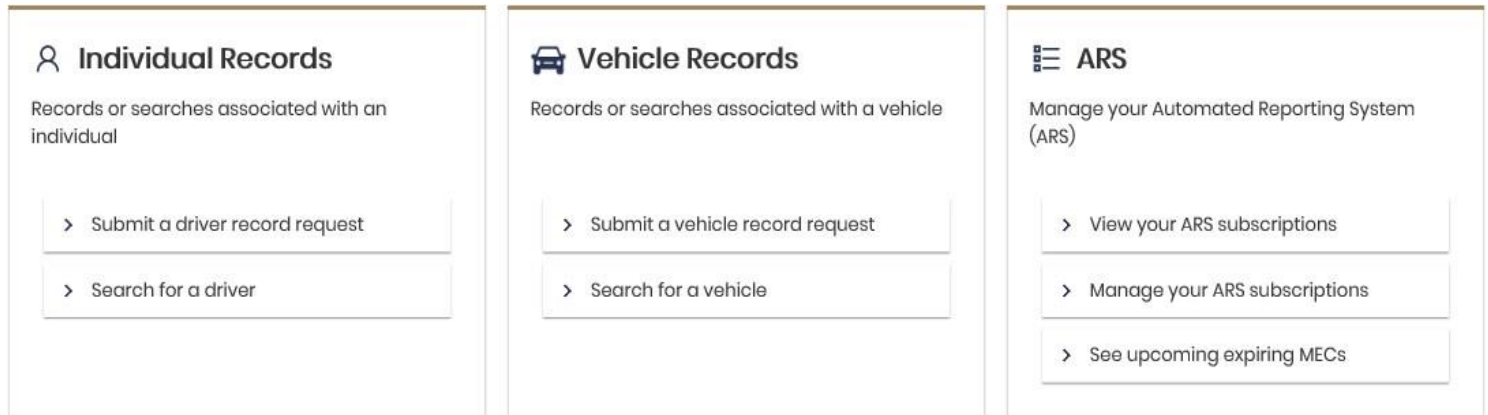 Individual Records
Records or searches associated with an
individual
Submit a driver record request
Search for a driver
Vehicle Records
Records or searches associated with a vehicle
Submit a vehicle record request
Search for a vehicle
ARS
Manage your Automated Reporting System
(ARS)
View your ARS subscriptions
Manage your ARS subscriptions
See upcoming expiring MECs